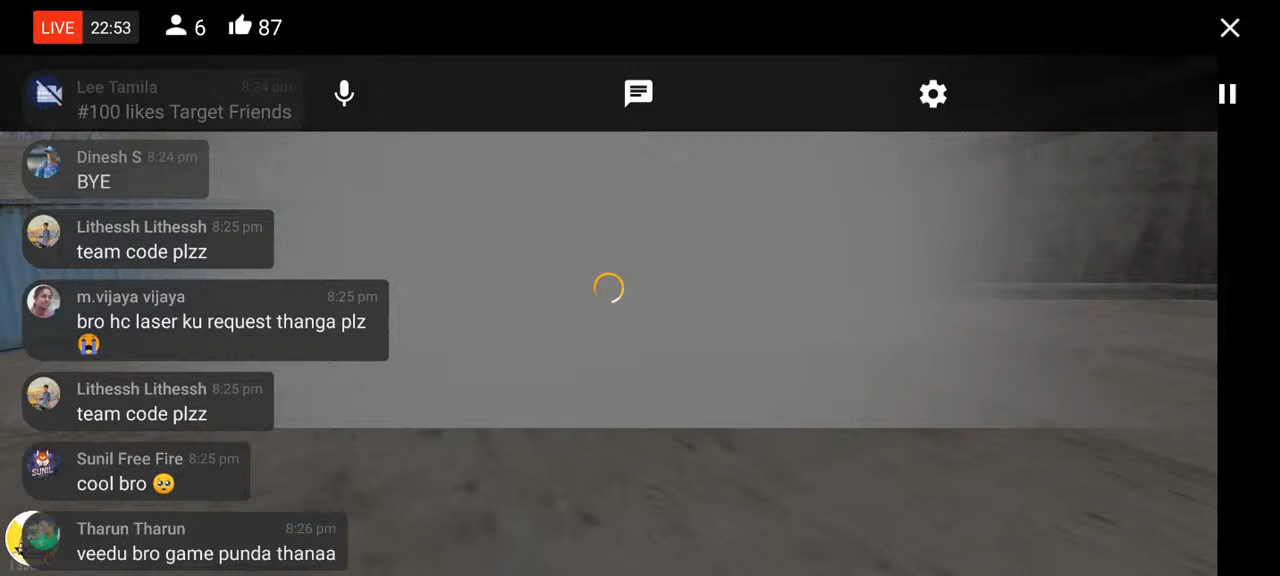 LIVE 22:53 6 87
Lee Tamila 8:24 pm
#100 likes Target Friends
Dinesh S 8:24 pm
BYE
Lithessh Lithessh 8:25 pm
team code plzz
m.vijaya vijaya 8:25 pm
bro hc laser ku request thanga plz
😭
Lithessh Lithessh 8:25 pm
team code plzz
Sunil Free Fire 8:25 pm
cool bro 🥺
Tharun Tharun 8:26 pm
veedu bro game punda thanaa